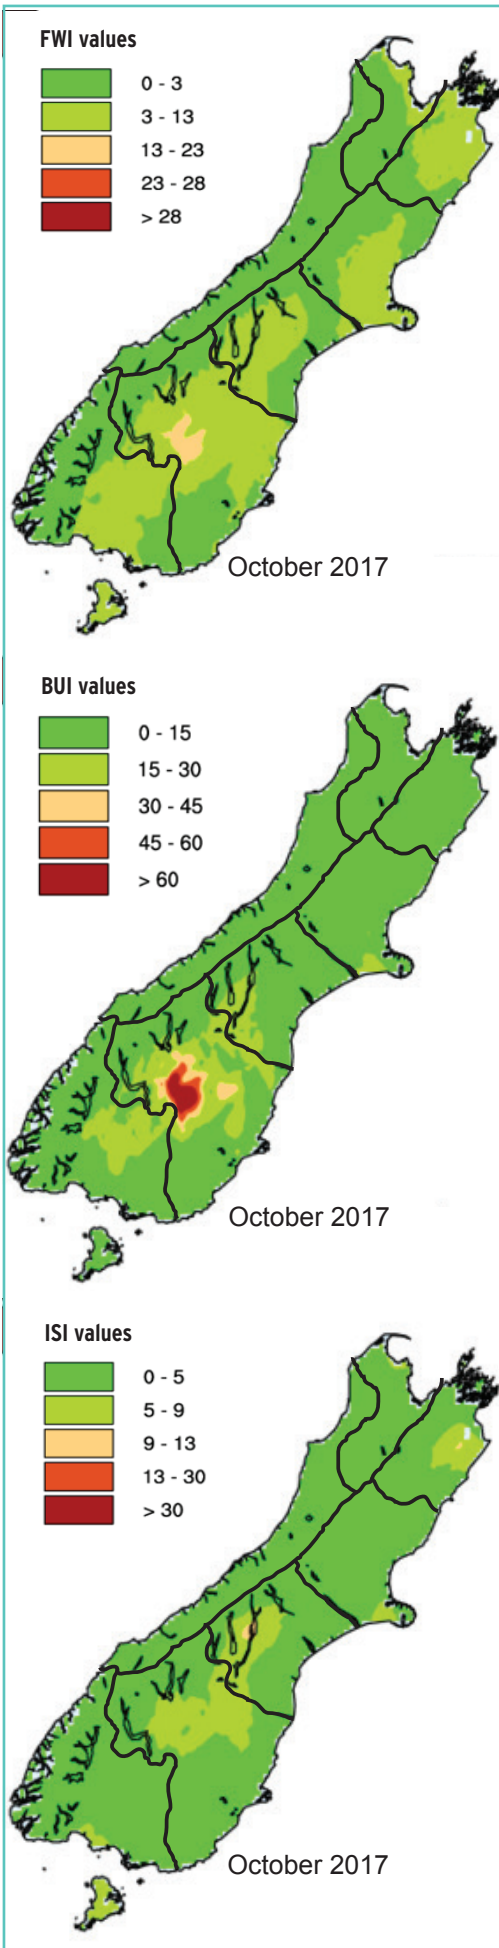 FWI values
0 - 3
3 - 13
13 - 23
23 - 28
> 28
October 2017
BUI values
0 - 15
15 - 30
30 - 45
45 - 60
> 60
October 2017
ISI values
0 - 5
5 - 9
9 - 13
13 - 30
> 30
October 2017